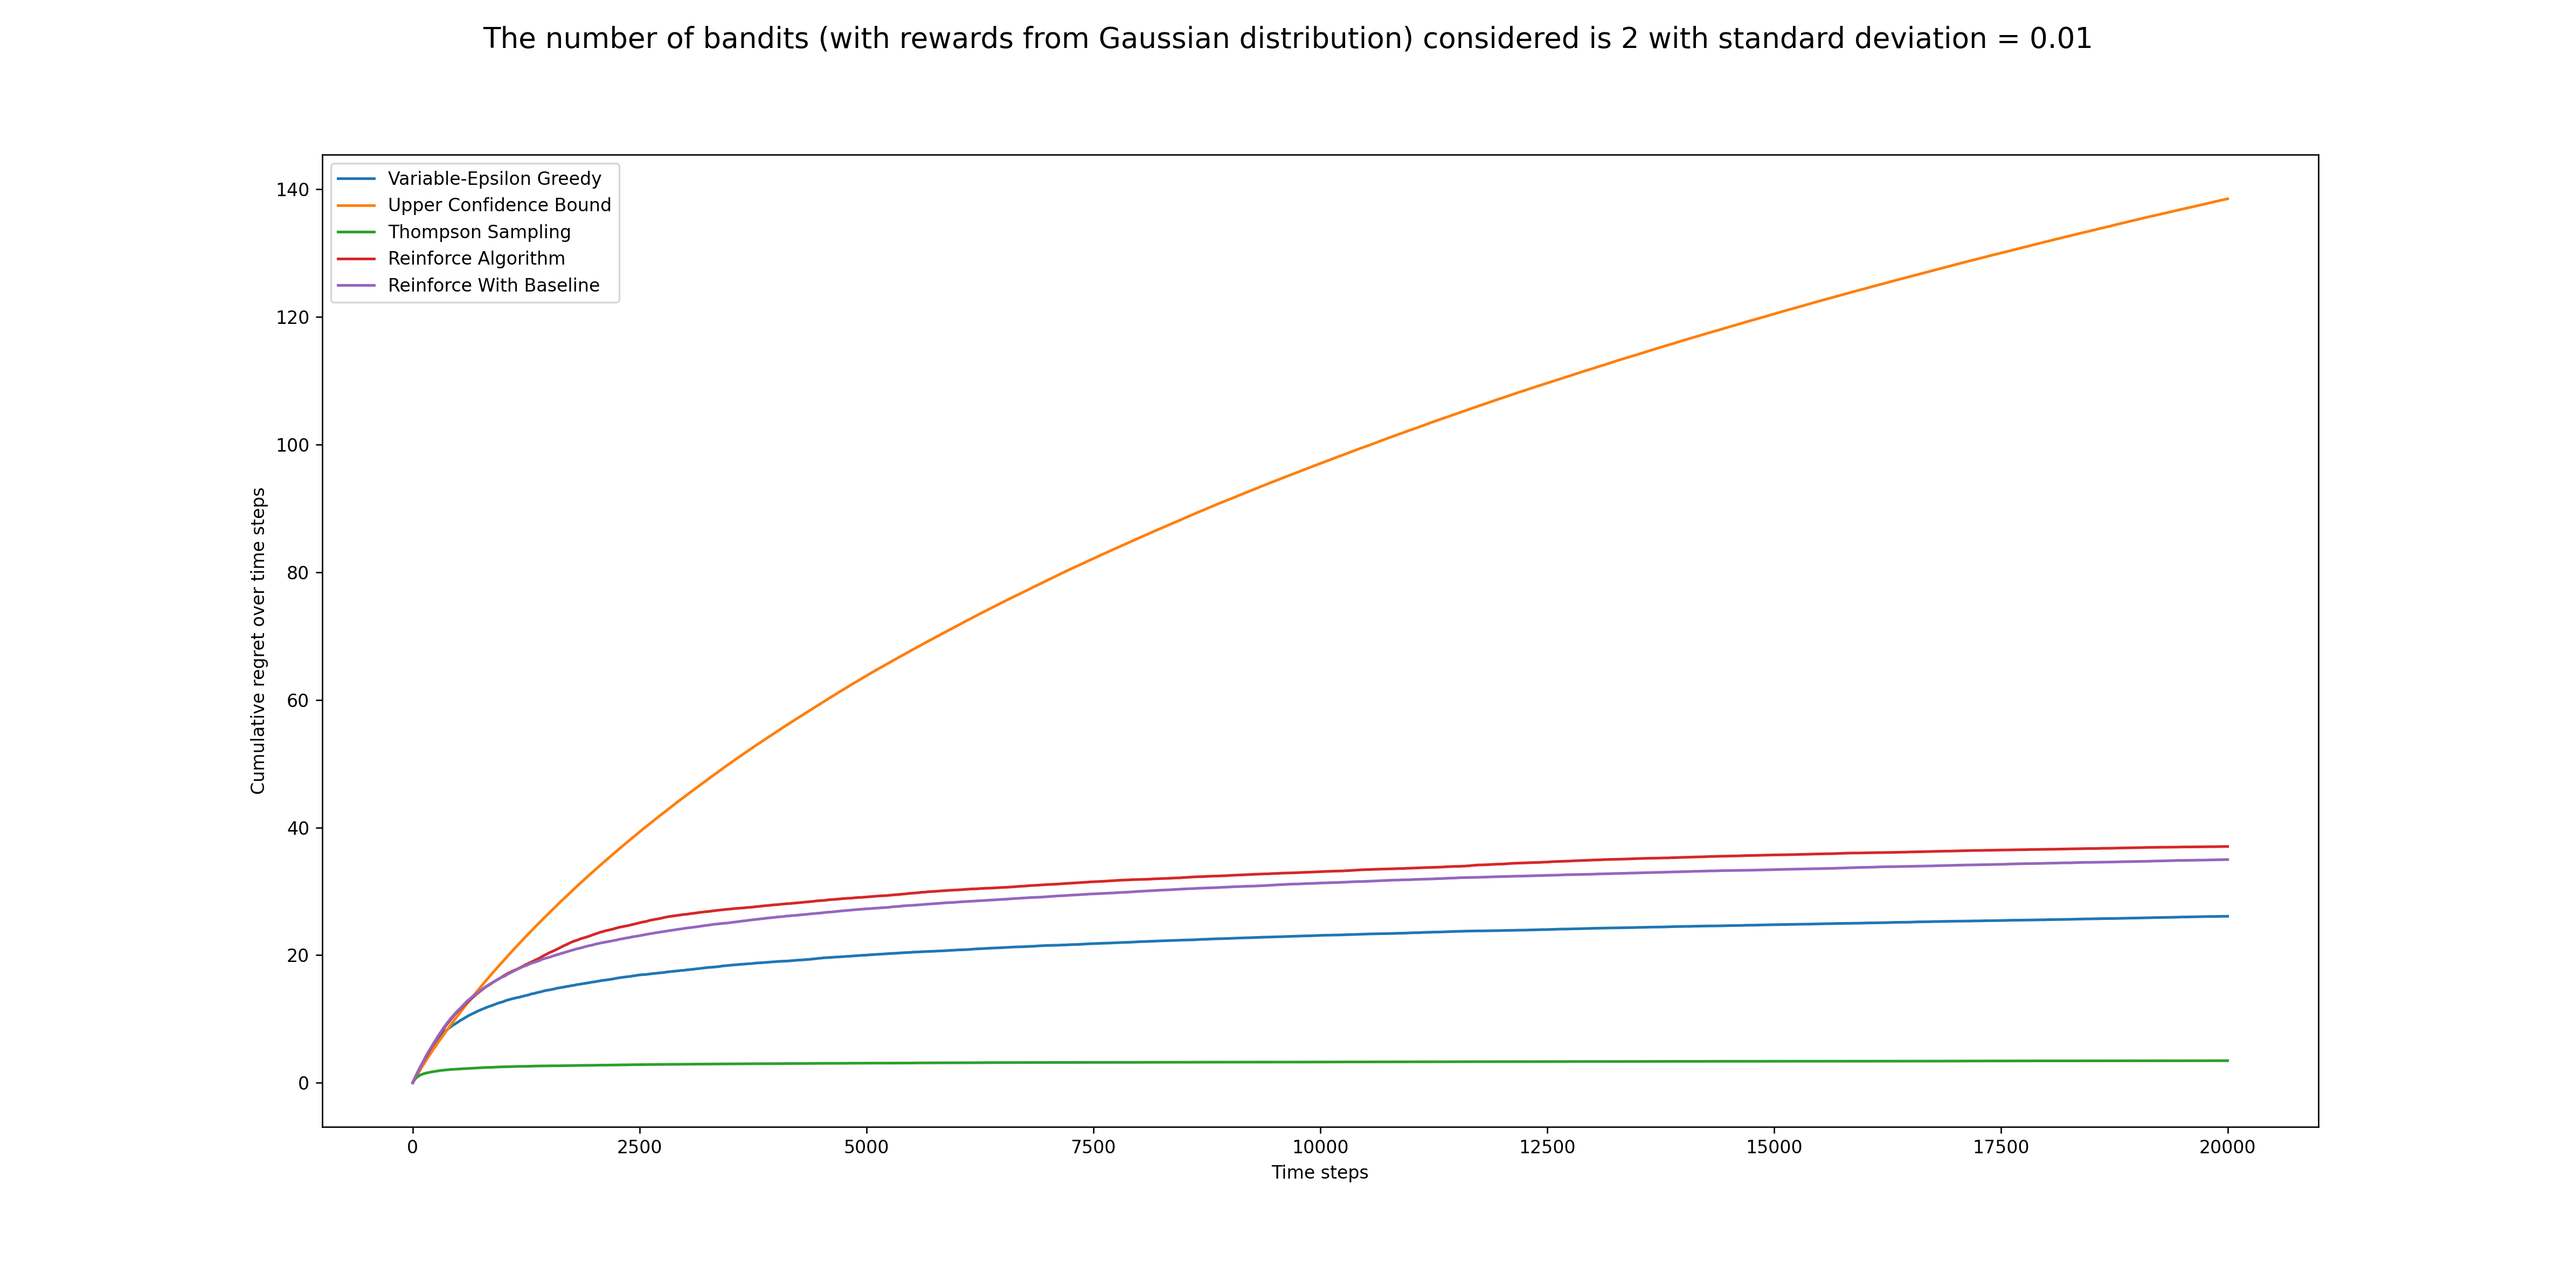 The number of bandits (with rewards from Gaussian distribution) considered is 2 with standard deviation = 0.01
Variable-Epsilon Greedy
Upper Confidence Bound
Thompson Sampling
Reinforce Algorithm
Reinforce With Baseline
Cumulative regret over time steps
140
120
100
80
60
40
20
0
0 2500 5000 7500 10000 12500 15000 17500 20000
Time steps